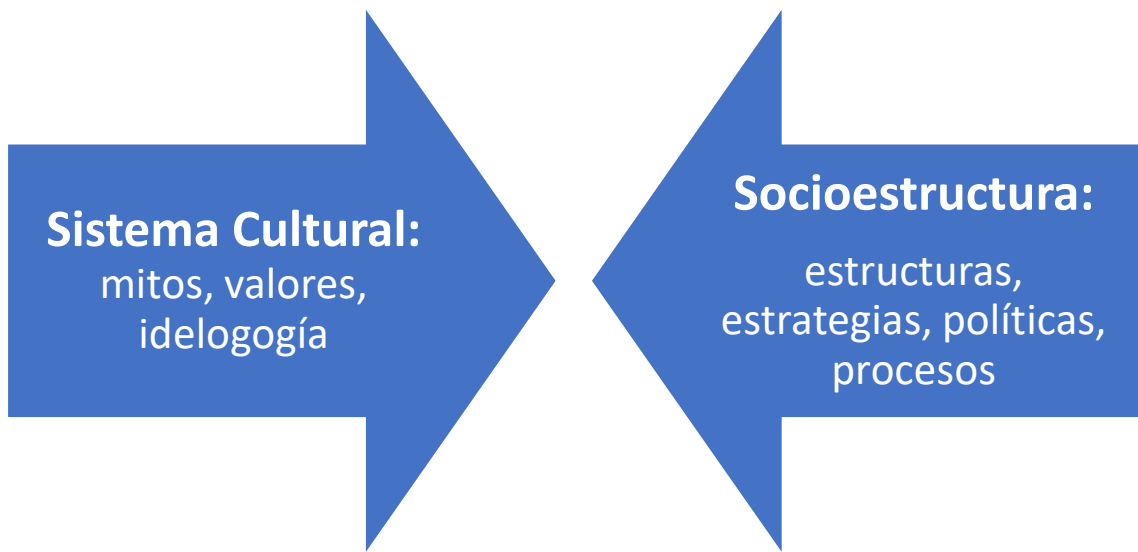 Sistema Cultural:
mitos, valores,
idelogogía
Socioestructura:
estructuras,
estrategias, políticas,
procesos